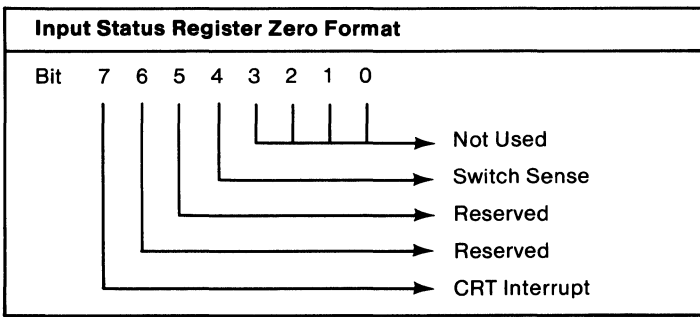 Input Status Register Zero Format
Bit 7 6 5 4 3 2 1 0
Not Used
Switch Sense
Reserved
Reserved
CRT Interrupt